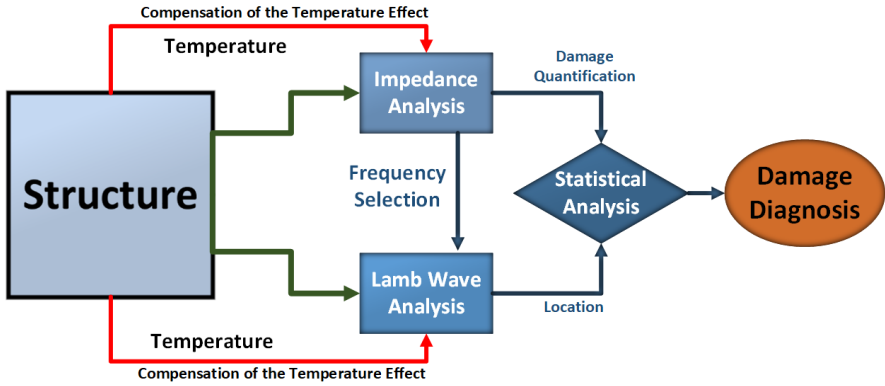 Compensation of the Temperature Effect
Temperature
Structure
Impedance
Analysis
Damage
Quantification
Frequency
Selection
Statistical
Analysis
Damage
Diagnosis
Lamb Wave
Analysis
Location
Temperature
Compensation of the Temperature Effect